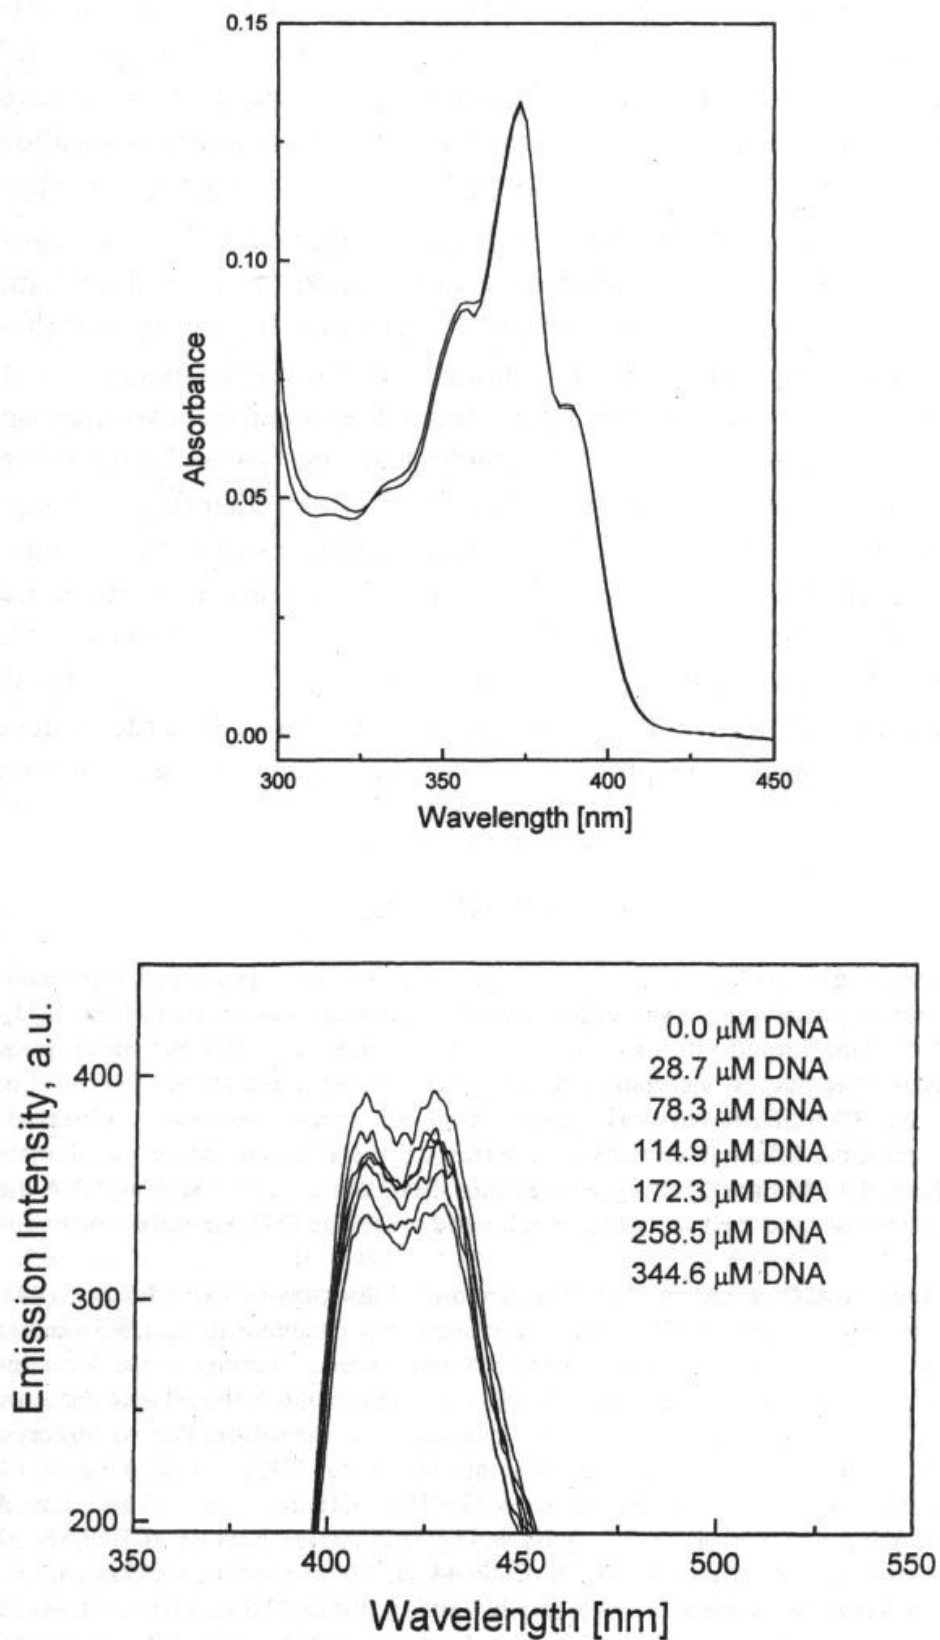 0.15
0.10
0.05
0.00
Absorbance
300 350 400 450
Wavelength [nm]
0.0 μM DNA
28.7 μM DNA
78.3 μM DNA
114.9 μM DNA
172.3 μM DNA
258.5 μM DNA
344.6 μM DNA
400
300
200
Emission Intensity, a.u.
350 400 450 500 550
Wavelength [nm]